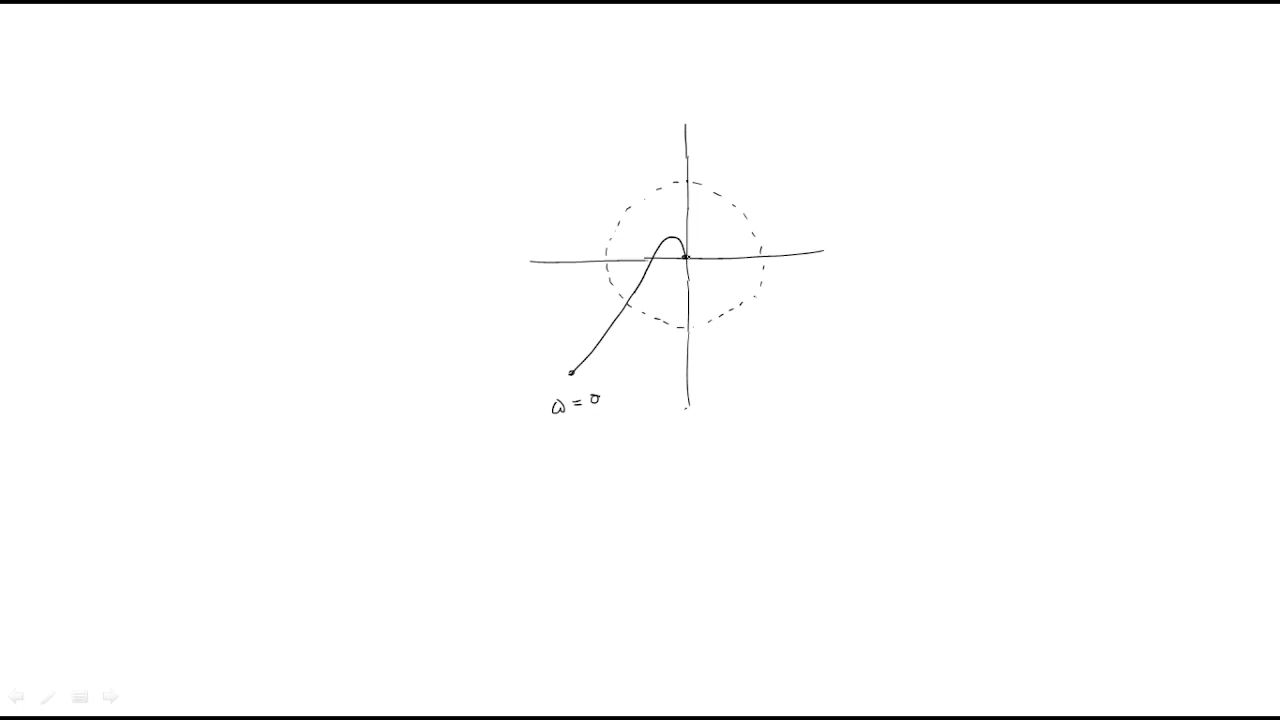 ω = 0